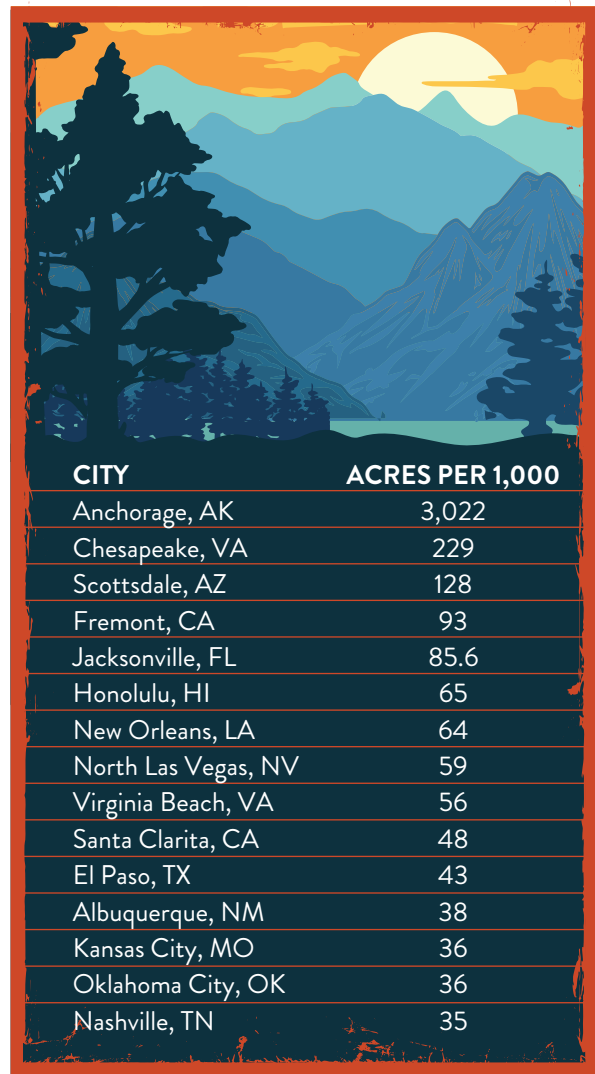 CITY ACRES PER 1,000
Anchorage, AK 3,022
Chesapeake, VA 229
Scottsdale, AZ 128
Fremont, CA 93
Jacksonville, FL 85.6
Honolulu, HI 65
New Orleans, LA 64
North Las Vegas, NV 59
Virginia Beach, VA 56
Santa Clarita, CA 48
El Paso, TX 43
Albuquerque, NM 38
Kansas City, MO 36
Oklahoma City, OK 36
Nashville, TN 35